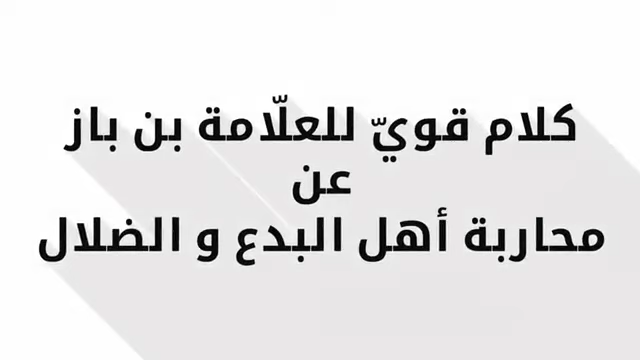 كلام قويّ للعلّامة بن باز
عن
محاربة أهل البدع و الضلال